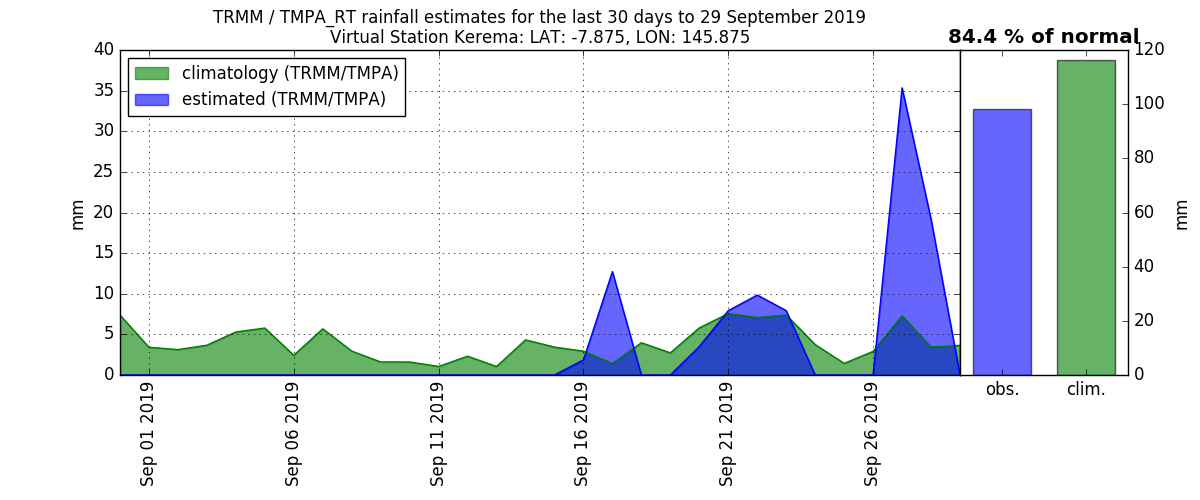 TRMM / TMPA_RT rainfall estimates for the last 30 days to 29 September 2019
Virtual Station Kerema: LAT: -7.875, LON: 145.875
84.4 % of normal
climatology (TRMM/TMPA)
estimated (TRMM/TMPA)
40
35
30
25
20
15
10
5
0
mm
Sep 01 2019
Sep 06 2019
Sep 11 2019
Sep 16 2019
Sep 21 2019
Sep 26 2019
obs.
clim.
120
100
80
60
40
20
0
mm